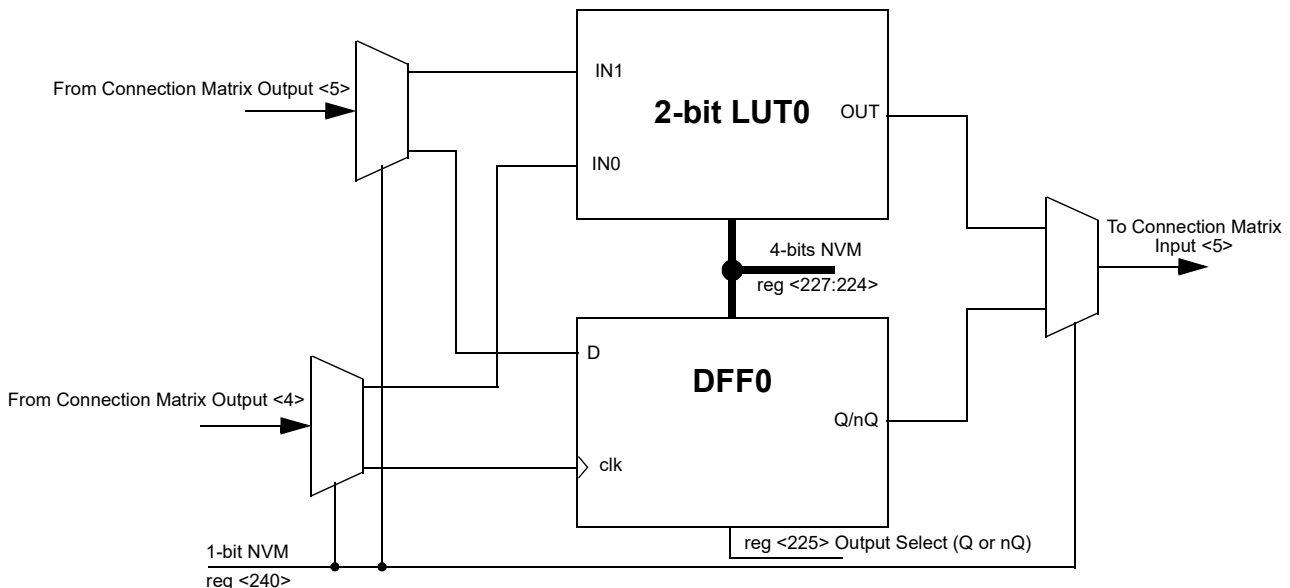 From Connection Matrix Output <5>
IN1
IN0
2-bit LUT0
OUT
To Connection Matrix
Input <5>
4-bits NVM
reg <227:224>
D
DFF0
From Connection Matrix Output <4>
Q/nQ
clk
reg <225> Output Select (Q or nQ)
1-bit NVM
reg <240>